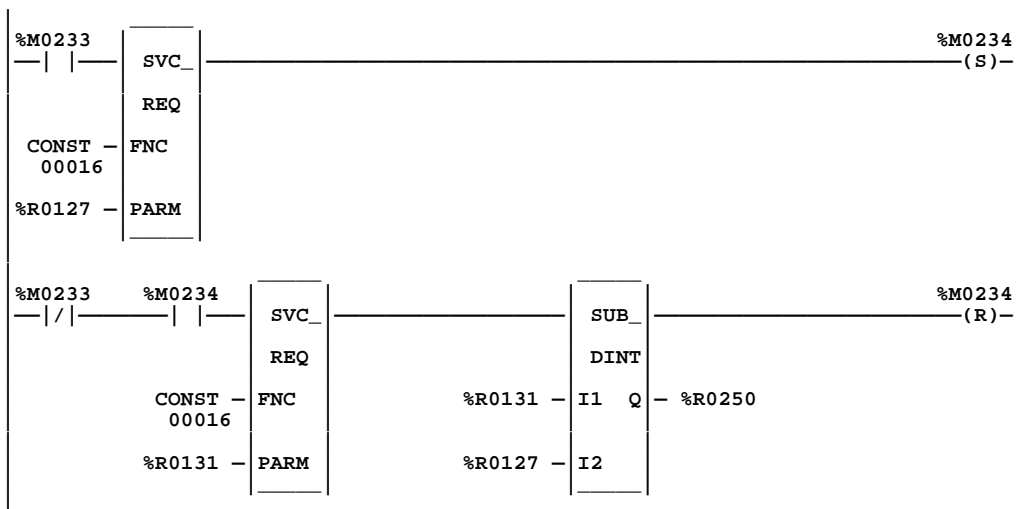 %M0233 %M0234
SVC_ (S)
REQ
CONST FNC
00016
%R0127 PARM
%M0233 %M0234 %M0234
/ SVC_ SUB_ (R)
REQ DINT
CONST FNC %R0131 I1 Q %R0250
00016
%R0131 PARM %R0127 I2